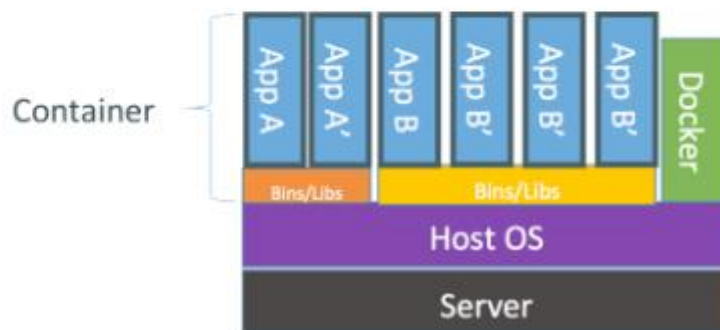 Container
App A
App A'
App B
App B'
App B'
App B'
Docker
Bins/Libs
Bins/Libs
Host OS
Server